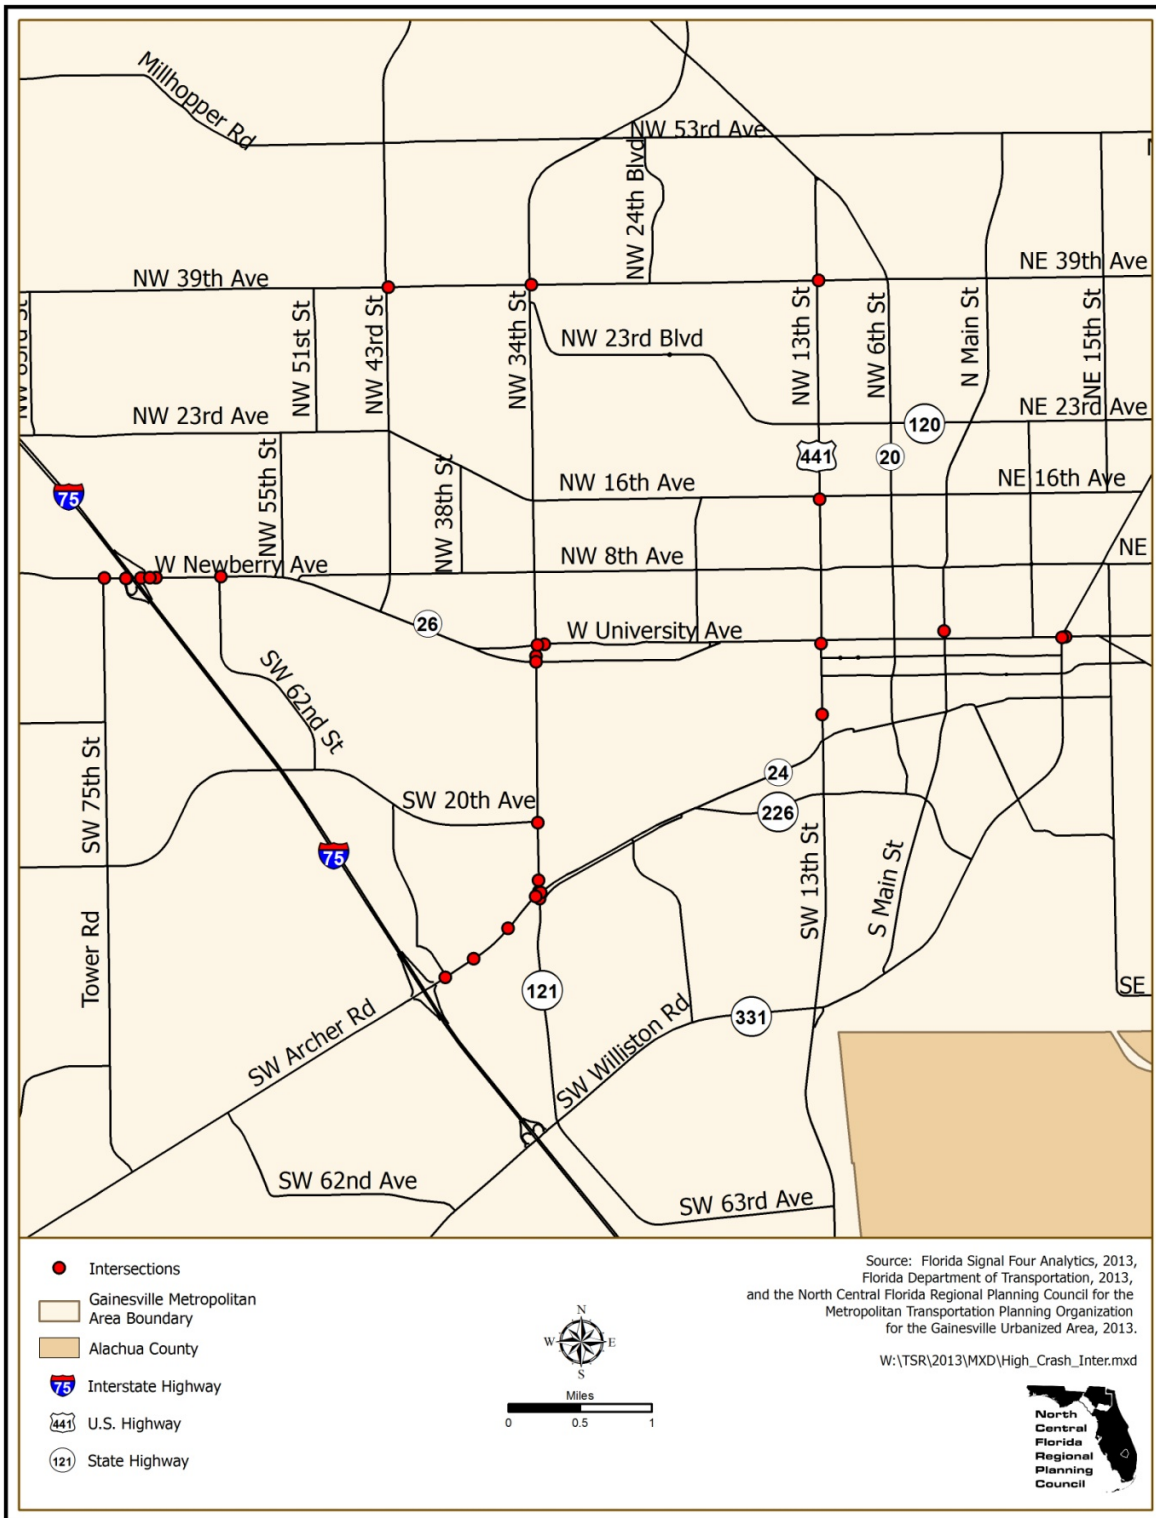 Millhopper Rd
NW 53rd Ave
NW 24th Blvd
NW 39th Ave
NE 39th Ave
NW 51st St
NW 43rd St
NW 34th St
NW 23rd Blvd
NW 13th St
NW 6th St
N Main St
NE 15th St
NW 23rd Ave
NE 23rd Ave
120
441
20
NW 55th St
NW 38th St
NW 16th Ave
NE 16th Ave
75
W Newberry Ave
NW 8th Ave
NE
26
W University Ave
SW 62nd St
SW 75th St
24
SW 20th Ave
226
75
SW 13th St
S Main St
Tower Rd
121
SE
SW Archer Rd
SW Williston Rd
331
SW 62nd Ave
SW 63rd Ave
Intersections
Gainesville Metropolitan
Area Boundary
Alachua County
75 Interstate Highway
441 U.S. Highway
121 State Highway
N
W E
S
Miles
0 0.5 1
Source: Florida Signal Four Analytics, 2013,
Florida Department of Transportation, 2013,
and the North Central Florida Regional Planning Council for the
Metropolitan Transportation Planning Organization
for the Gainesville Urbanized Area, 2013.
W:\TSR\2013\MXD\High_Crash_Inter.mxd
North
Central
Florida
Regional
Planning
Council